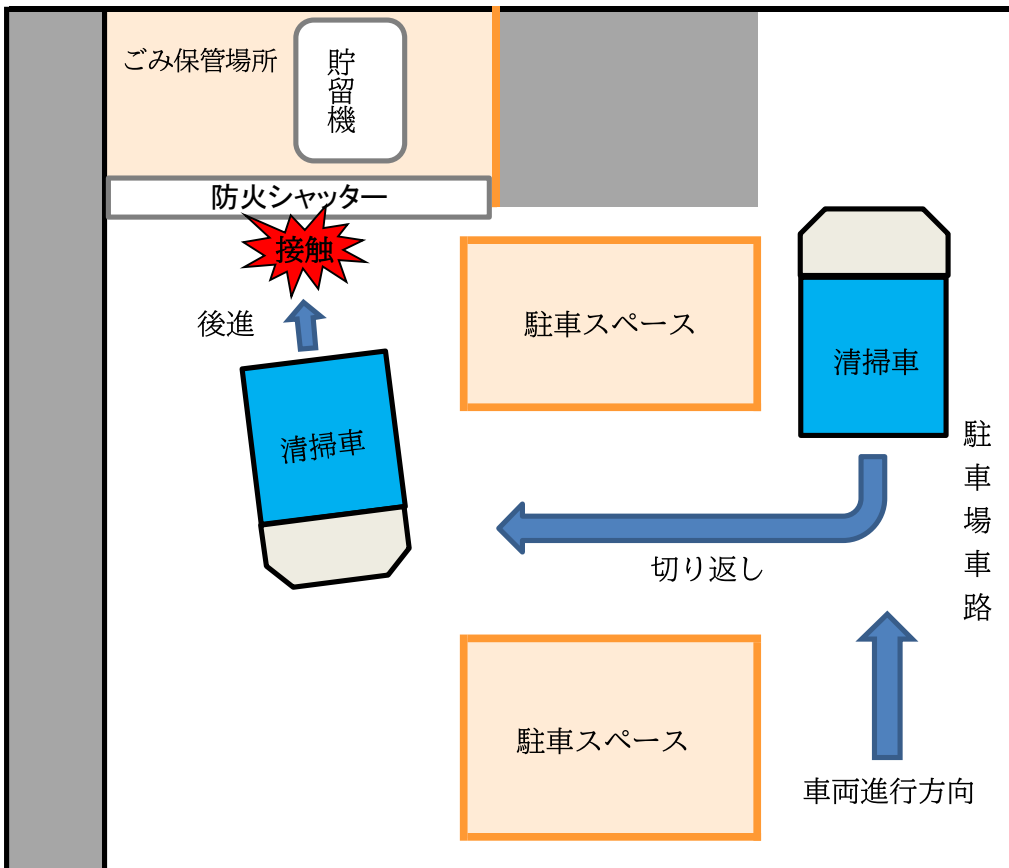 ごみ保管場所
貯留機
防火シャッター
接触
後進
駐車スペース
清掃車
清掃車
駐車場車路
切り返し
駐車スペース
車両進行方向